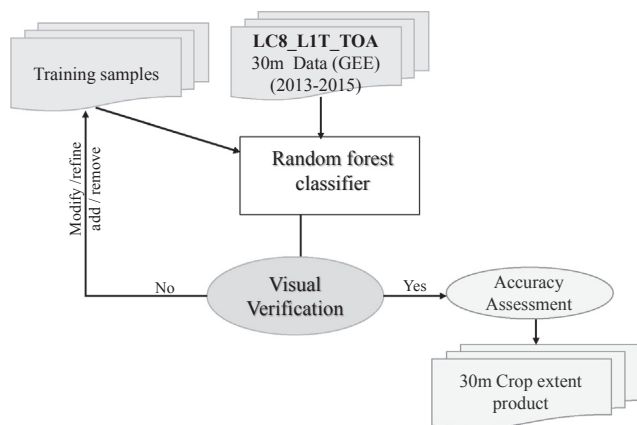 Training samples
LC8_L1T_TOA
30m Data (GEE)
(2013-2015)
Random forest
classifier
Modify /refine
add / remove
No
Visual
Verification
Yes
Accuracy
Assessment
30m Crop extent
product